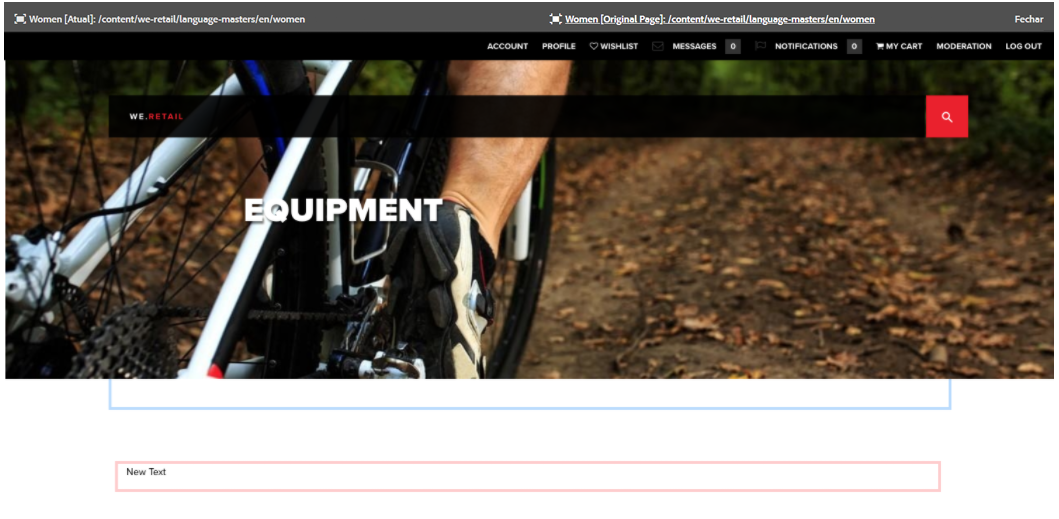 Women [Atual]: /content/we-retail/language-masters/en/women
Women [Original Page]: /content/we-retail/language-masters/en/women
Fechar
ACCOUNT PROFILE WISHLIST MESSAGES 0 NOTIFICATIONS 0 MY CART MODERATION LOG OUT
WE.RETAIL
EQUIPMENT
New Text